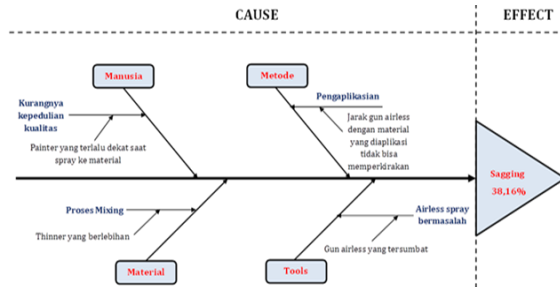 CAUSE
EFFECT
Manusia
Metode
Kurangnya
kepedulian
kualitas
Painter yang terlalu dekat saat
spray ke material
Pengaplikasian
Jarak gun airless
dengan material
yang diaplikasi
tidak bisa
memperkirakan
Sagging
38,16%
Proses Mixing
Thinner yang berlebihan
Airless spray
bermasalah
Gun airless yang tersumbat
Material
Tools